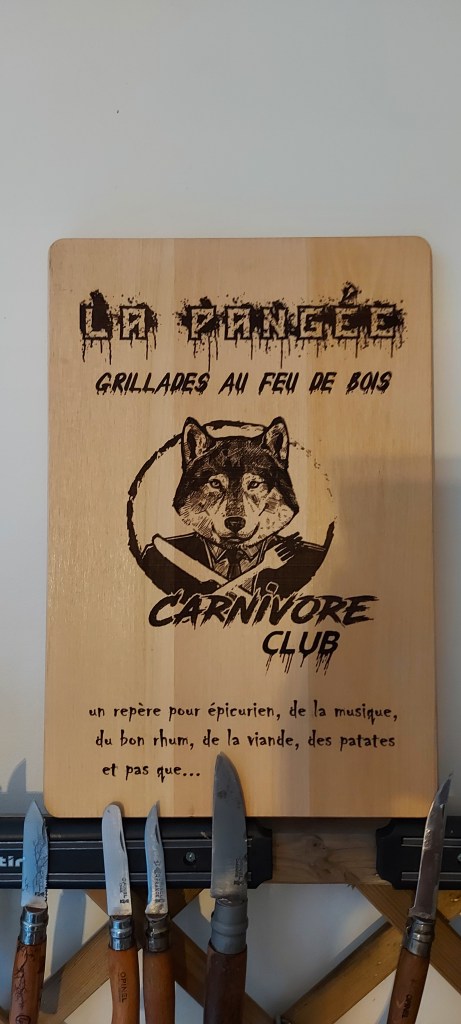 LA PANGÉE
GRILLADES AU FEU DE BOIS
CARNIVORE
CLUB
un repère pour épicurien, de la musique,
du bon rhum, de la viande, des patates
et pas que...
OPINEL